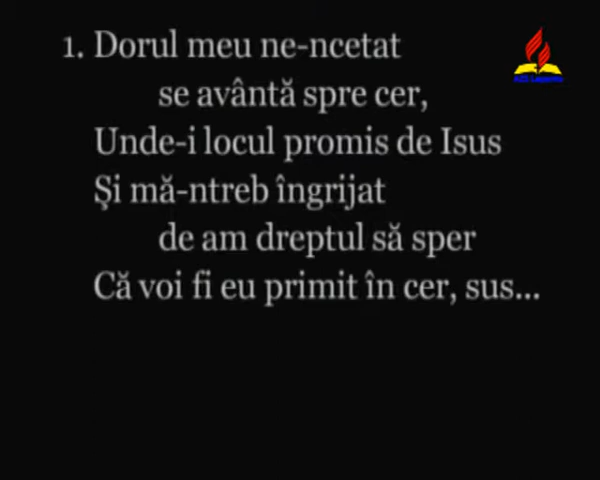 1. Dorul meu ne-ncetat
se avântă spre cer,
Unde-i locul promis de Isus
Şi mă-ntreb îngrijat
de am dreptul să sper
Că voi fi eu primit în cer, sus...